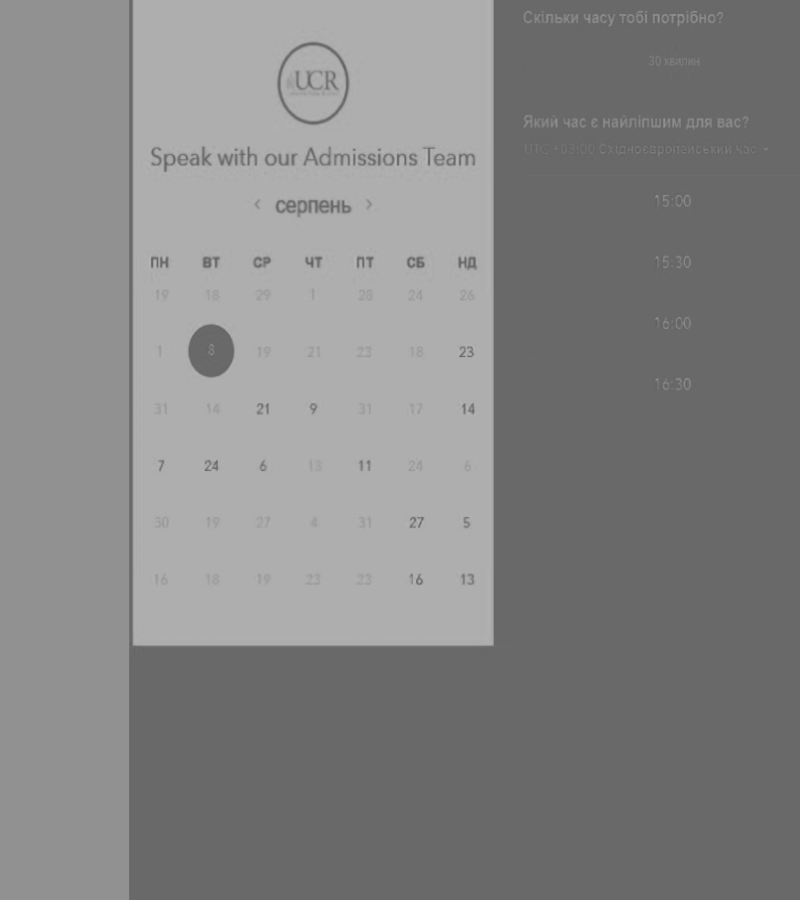 UCR
Speak with our Admissions Team
‹ серпень ›
ПН ВТ СР ЧТ ПТ СБ НД
19 18 29 1 28 24 26
1 8 19 21 23 18 23
31 14 21 9 31 17 14
7 24 6 13 11 24 6
30 19 27 4 31 27 5
16 18 19 23 23 16 13
Скільки часу тобі потрібно?
30 хвилин
Який час є найліпшим для вас?
UTC +03:00 Східноєвропейський час
15:00
15:30
16:00
16:30